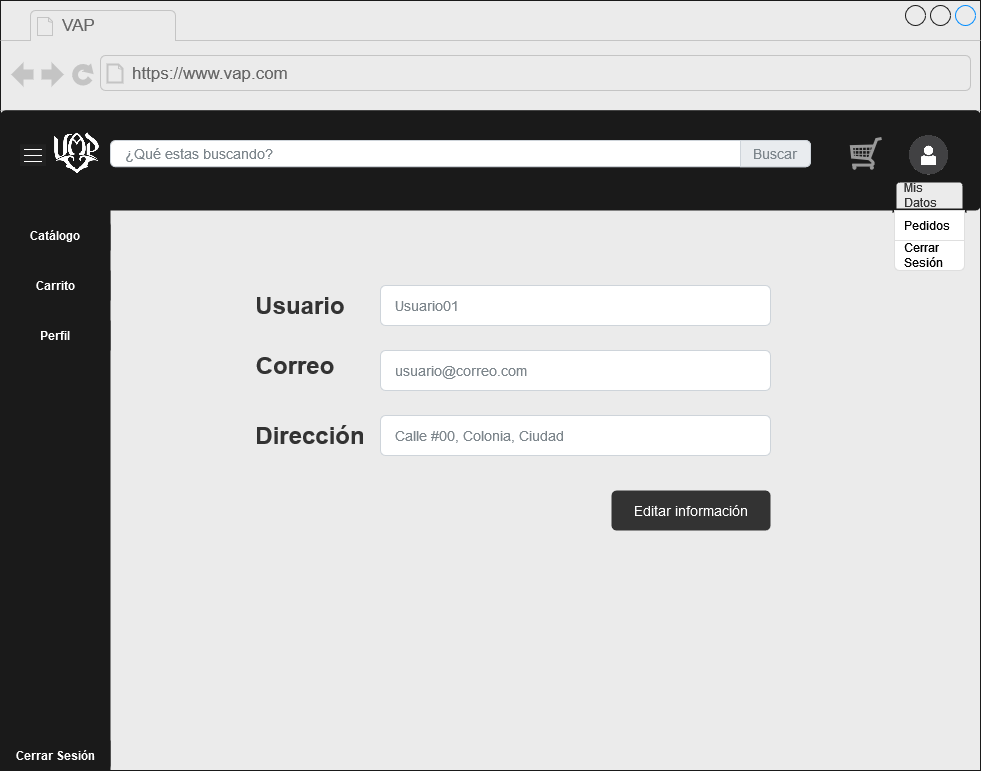 VAP
https://www.vap.com
VAP
¿Qué estas buscando?
Buscar
Mis
Datos
Pedidos
Cerrar
Sesión
Catálogo
Carrito
Perfil
Usuario
Usuario01
Correo
usuario@correo.com
Dirección
Calle #00, Colonia, Ciudad
Editar información
Cerrar Sesión